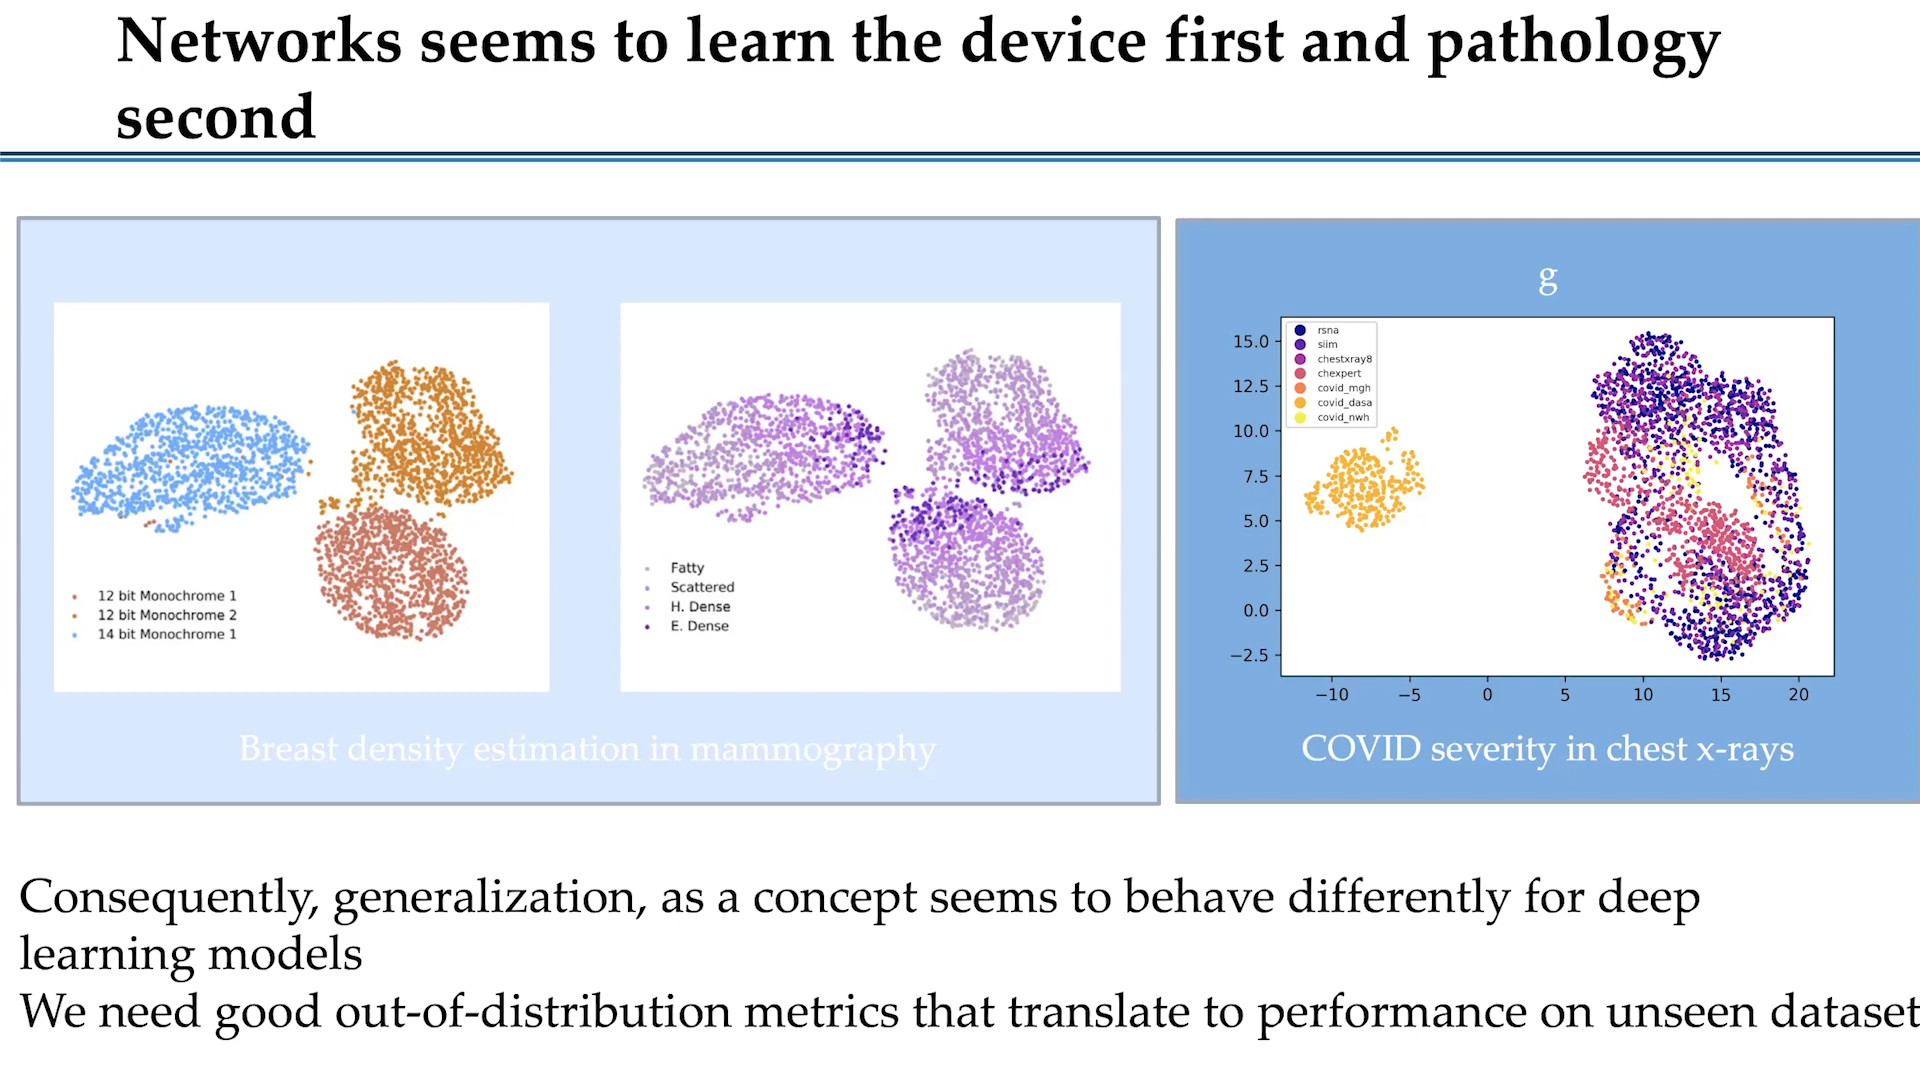 Networks seems to learn the device first and pathology
second
12 bit Monochrome 1
12 bit Monochrome 2
14 bit Monochrome 1
Fatty
Scattered
H. Dense
E. Dense
Breast density estimation in mammography
g
rsna
siim
chestxray8
chexpert
covid_mgh
covid_dasa
covid_nwh
15.0
12.5
10.0
7.5
5.0
2.5
0.0
−2.5
−10 −5 0 5 10 15 20
COVID severity in chest x-rays
Consequently, generalization, as a concept seems to behave differently for deep
learning models
We need good out-of-distribution metrics that translate to performance on unseen dataset